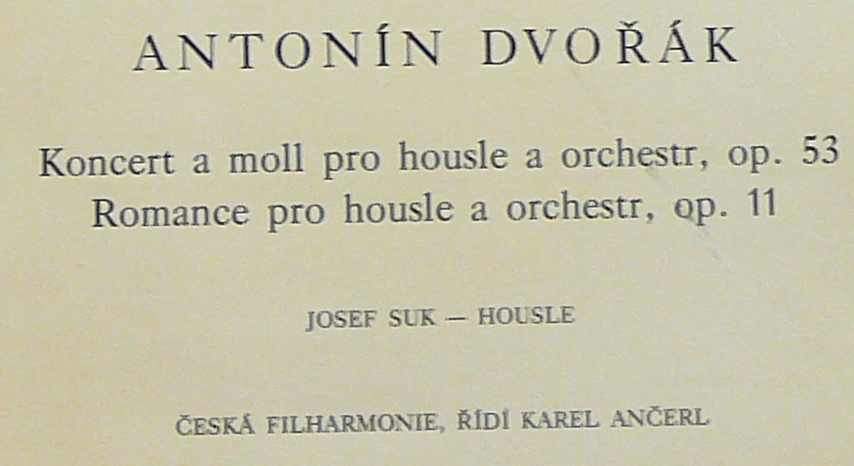 ANTONÍN DVOŘÁK
Koncert a moll pro housle a orchestr, op. 53
Romance pro housle a orchestr, op. 11
JOSEF SUK — HOUSLE
ČESKÁ FILHARMONIE, ŘÍDÍ KAREL ANČERL